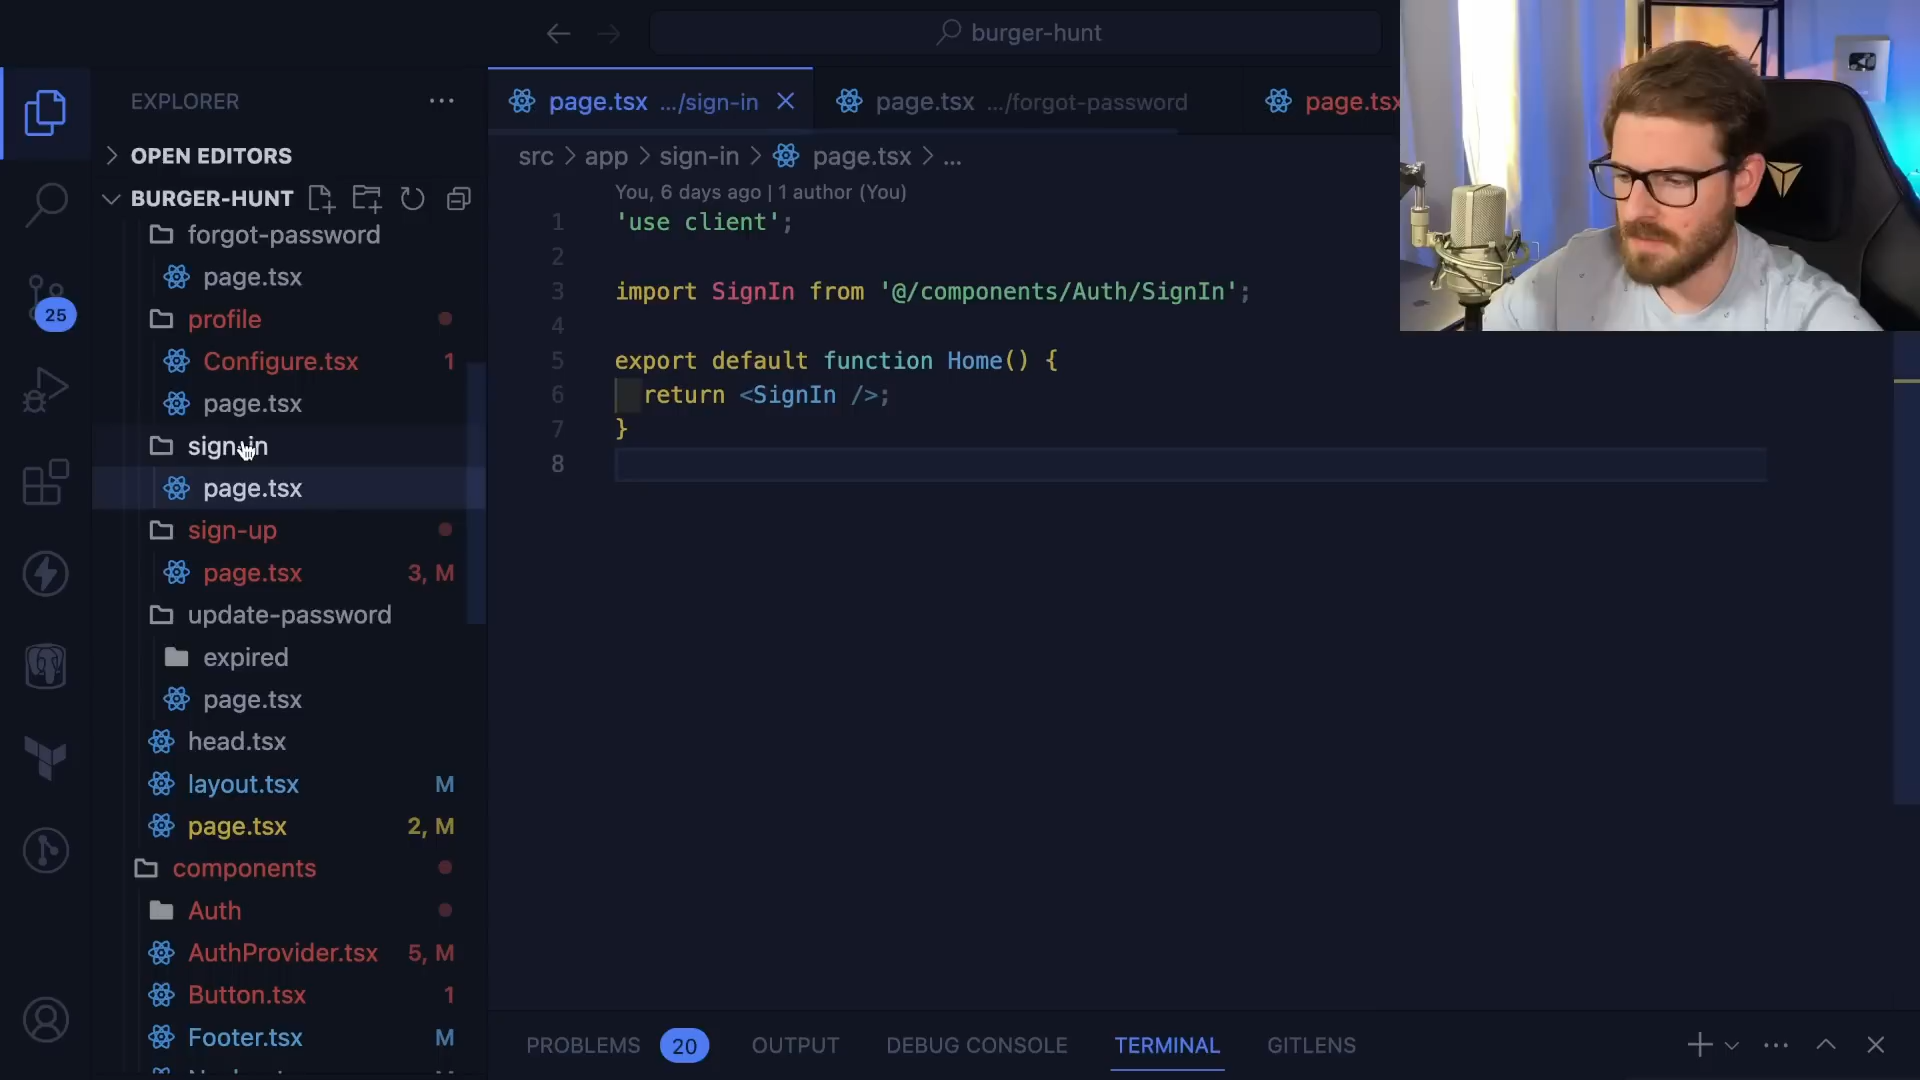 burger-hunt
EXPLORER
OPEN EDITORS
BURGER-HUNT
forgot-password
page.tsx
profile
Configure.tsx 1
page.tsx
sign-in
page.tsx
sign-up
page.tsx 3, M
update-password
expired
page.tsx
head.tsx
layout.tsx M
page.tsx 2, M
components
Auth
AuthProvider.tsx 5, M
Button.tsx 1
Footer.tsx M
25
page.tsx .../sign-in
page.tsx .../forgot-password
page.tsx
src > app > sign-in > page.tsx > ...
You, 6 days ago | 1 author (You)
1 'use client';
2
3 import SignIn from '@/components/Auth/SignIn';
4
5 export default function Home() {
6 return <SignIn />;
7 }
8
PROBLEMS 20 OUTPUT DEBUG CONSOLE TERMINAL GITLENS